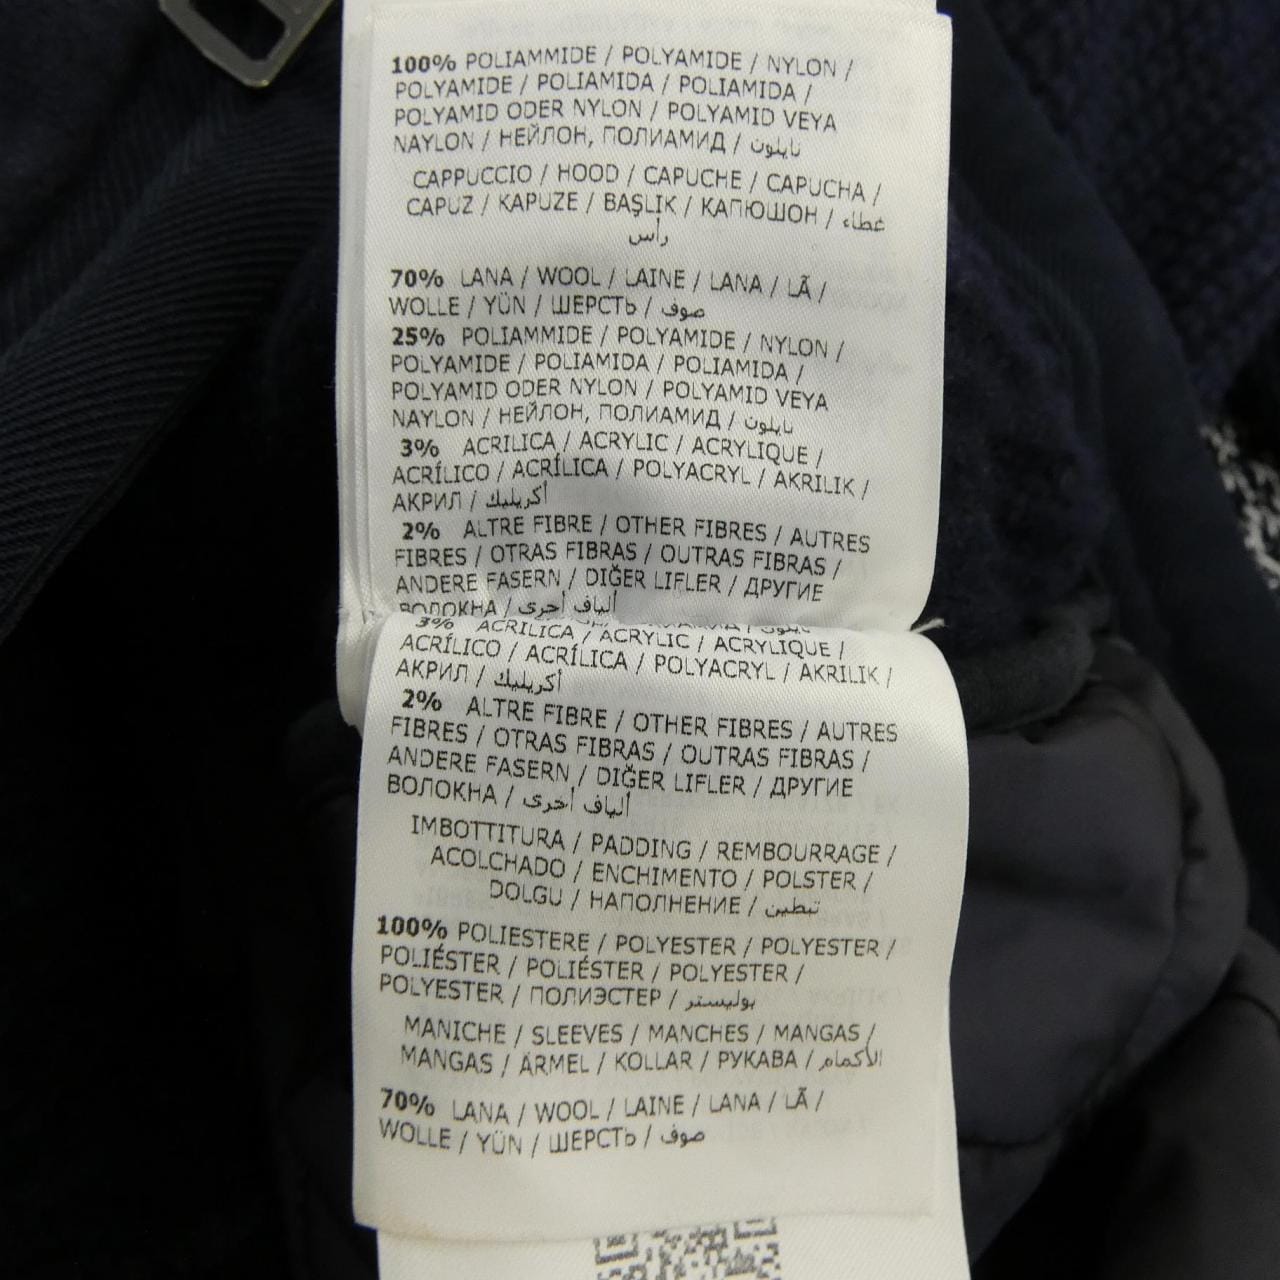 100% POLIAMMIDE / POLYAMIDE / NYLON /
POLYAMIDE / POLIAMIDA / POLIAMIDA /
POLYAMID ODER NYLON / POLYAMID VEYA
NAYLON / НЕЙЛОН, ПОЛИАМИД / نايلون
CAPPUCCIO / HOOD / CAPUCHE / CAPUCHA /
CAPUZ / KAPUZE / BAŞLIK / КАПЮШОН / غطاء
رأس
70% LANA / WOOL / LAINE / LANA / LÃ /
WOLLE / YÜN / ШЕРСТЬ / صوف
25% POLIAMMIDE / POLYAMIDE / NYLON /
POLYAMIDE / POLIAMIDA / POLIAMIDA /
POLYAMID ODER NYLON / POLYAMID VEYA
NAYLON / НЕЙЛОН, ПОЛИАМИД / نايلون
3% ACRILICA / ACRYLIC / ACRYLIQUE /
ACRÍLICO / ACRÍLICA / POLYACRYL / AKRILIK /
АКРИЛ / أكريليك
2% ALTRE FIBRE / OTHER FIBRES / AUTRES
FIBRES / OTRAS FIBRAS / OUTRAS FIBRAS /
ANDERE FASERN / DIĞER LIFLER / ДРУГИЕ
ВОЛОКНА / ألياف أخرى
3% ACRILICA / ACRYLIC / ACRYLIQUE /
ACRÍLICO / ACRÍLICA / POLYACRYL / AKRILIK /
АКРИЛ / أكريليك
2% ALTRE FIBRE / OTHER FIBRES / AUTRES
FIBRES / OTRAS FIBRAS / OUTRAS FIBRAS /
ANDERE FASERN / DIĞER LIFLER / ДРУГИЕ
ВОЛОКНА / ألياف أخرى
IMBOTTITURA / PADDING / REMBOURRAGE /
ACOLCHADO / ENCHIMENTO / POLSTER /
DOLGU / НАПОЛНЕНИЕ / تبطين
100% POLIESTERE / POLYESTER / POLYESTER /
POLIÉSTER / POLIÉSTER / POLYESTER /
POLYESTER / ПОЛИЭСТЕР / بوليستر
MANICHE / SLEEVES / MANCHES / MANGAS /
MANGAS / ÄRMEL / KOLLAR / РУКАВА / الأكمام
70% LANA / WOOL / LAINE / LANA / LÃ /
WOLLE / YÜN / ШЕРСТЬ / صوف